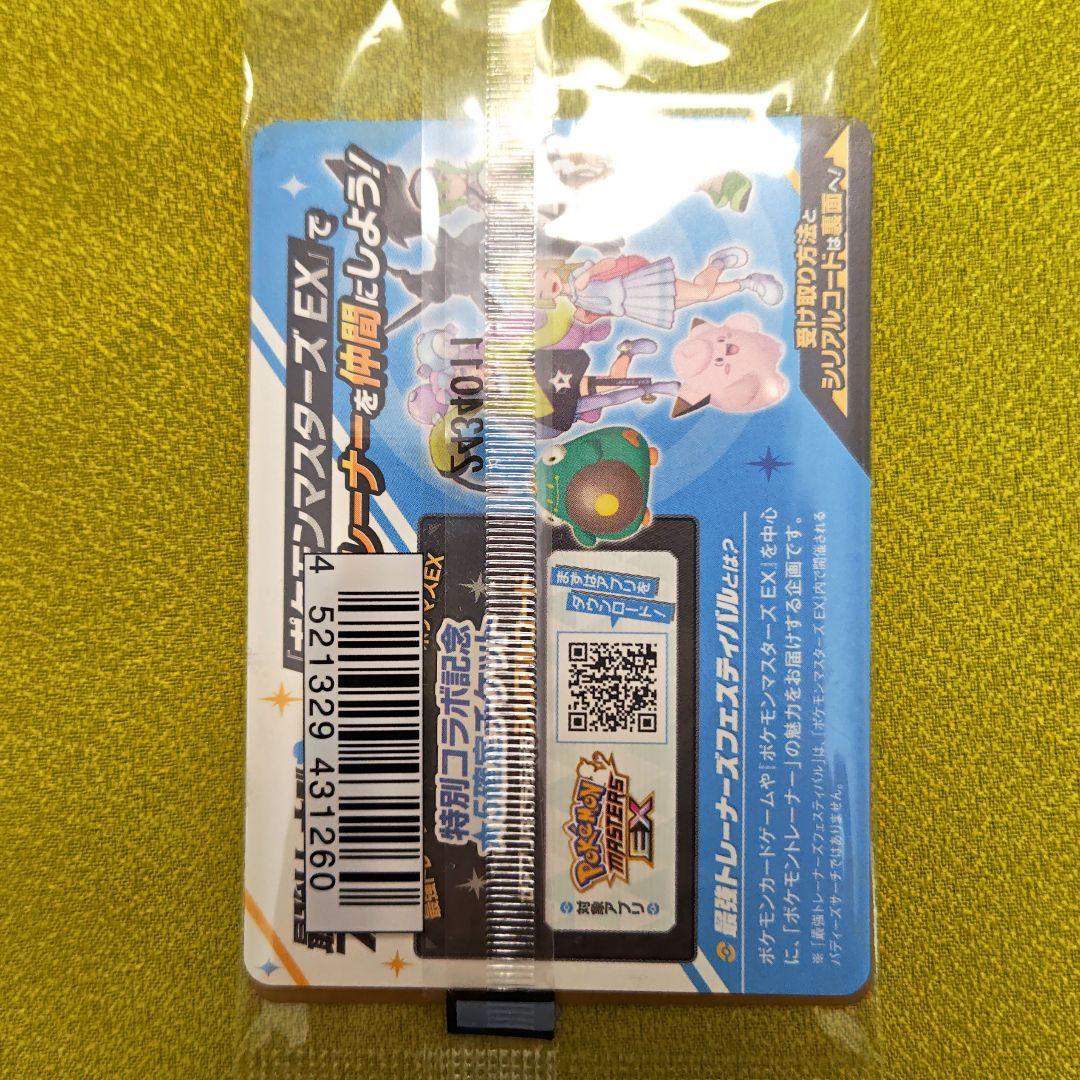 『ポケモンマスターズ EX』で
レーナーを仲間にしよう!
受け取り方法と
シリアルコードは裏面へ!
2434011
4 521329 431260
ポケマスEX
特別コラボ記念
最強ト
まずはアプリを
ダウンロード!
POKéMON
MASTERS
EX
対象アプリ
最強トレーナーズフェスティバルとは?
ポケモンカードゲームや『ポケモンマスターズ EX』を中心
に、「ポケモントレーナー」の魅力をお届けする企画です。
※「最強トレーナーズフェスティバル」は、『ポケモンマスターズ EX』内で開催される
バディーズサーチではありません。